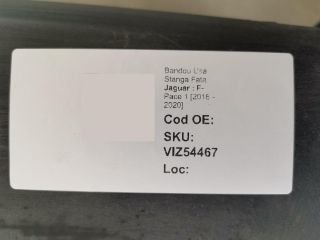 Bandou Usa
Stanga Fata
Jaguar : F-
Pace 1 [2016 -
2020]
Cod OE:
SKU:
VIZ54467
Loc: